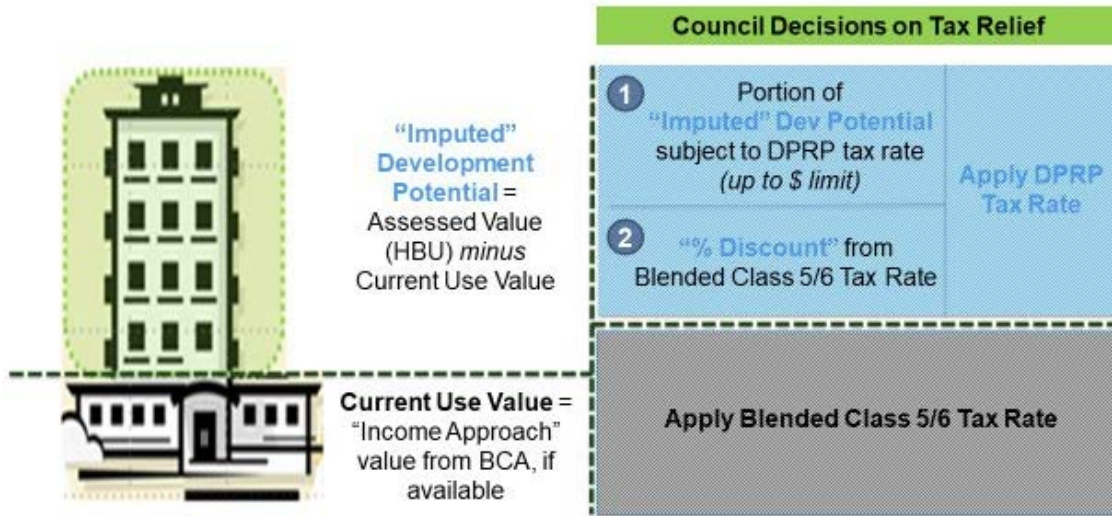 Council Decisions on Tax Relief
“Imputed”
Development
Potential =
Assessed Value
(HBU) minus
Current Use Value
1
Portion of
“Imputed” Dev Potential
subject to DPRP tax rate
(up to $ limit)
2
“% Discount” from
Blended Class 5/6 Tax Rate
Apply DPRP
Tax Rate
Current Use Value =
“Income Approach”
value from BCA, if
available
Apply Blended Class 5/6 Tax Rate